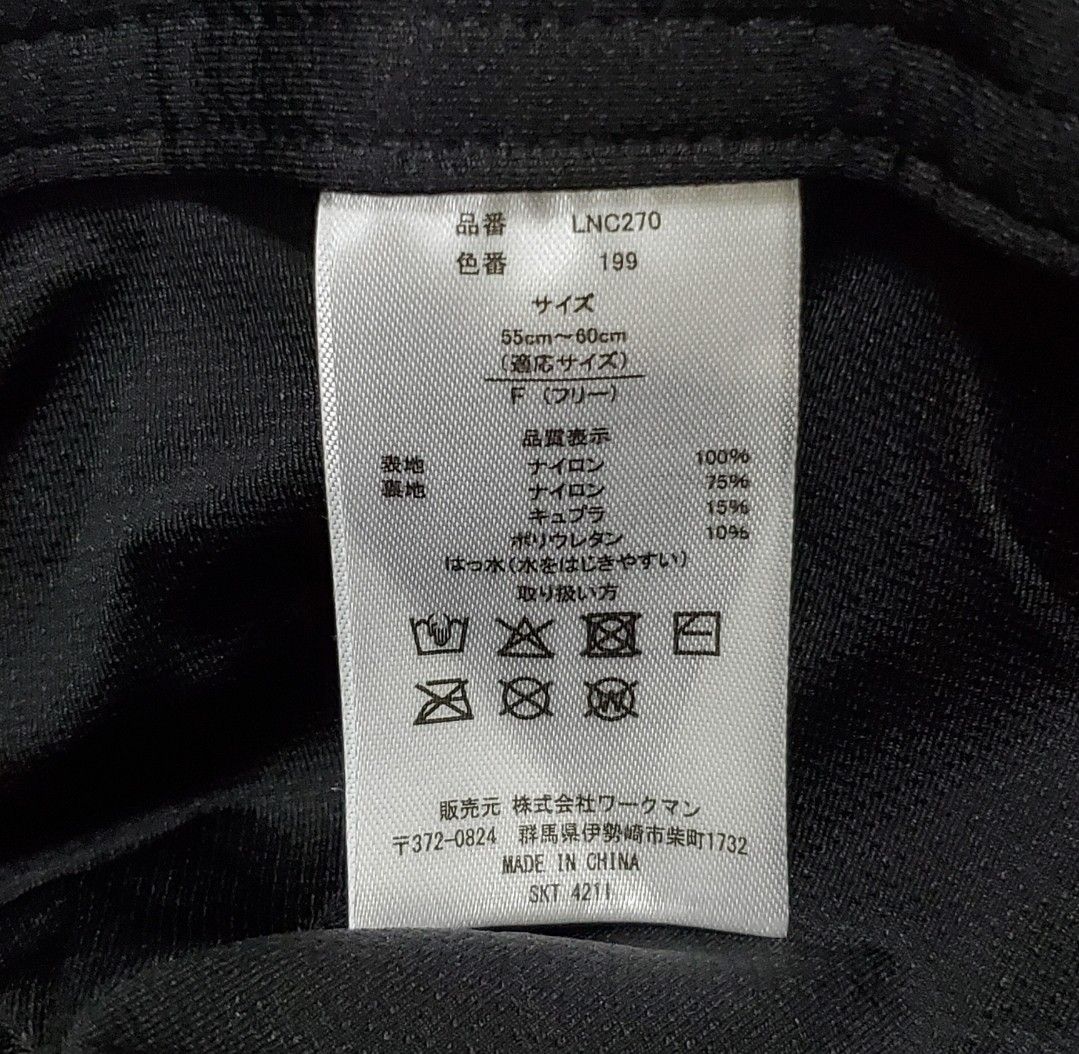 品番 LNC270
色番 199
サイズ
55cm～60cm
(適応サイズ)
F (フリー)
品質表示
表地 ナイロン 100%
裏地 ナイロン 75%
キュプラ 15%
ポリウレタン 10%
はっ水(水をはじきやすい)
取り扱い方
W
販売元 株式会社ワークマン
〒372-0824 群馬県伊勢崎市柴町1732
MADE IN CHINA
SKT 4211